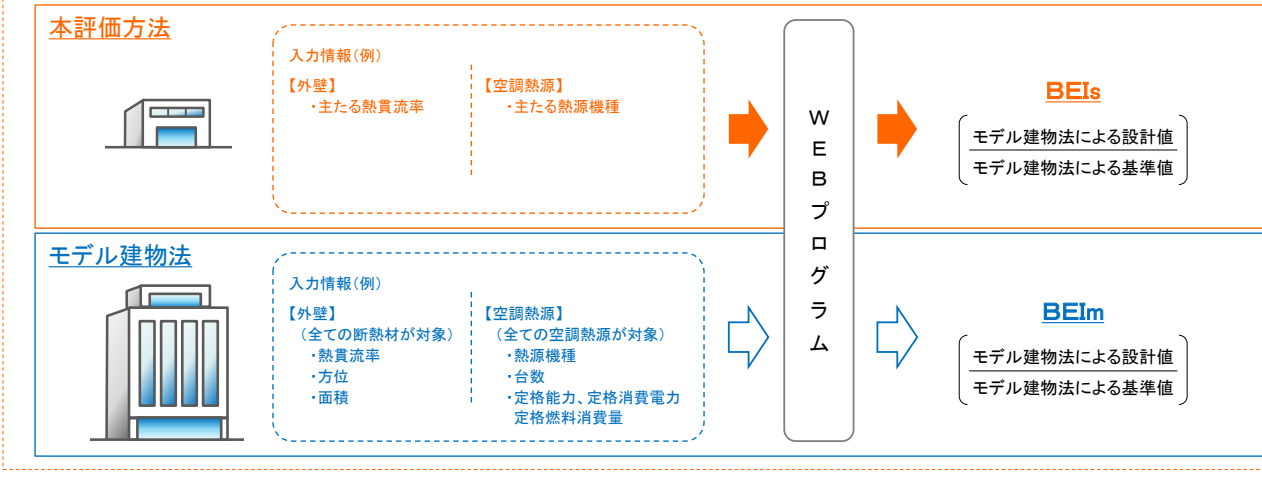 本評価方法
入力情報(例)
【外壁】
・主たる熱貫流率
【空調熱源】
・主たる熱源機種
WEBプログラム
BEIs
モデル建物法による設計値
モデル建物法による基準値
モデル建物法
入力情報(例)
【外壁】
(全ての断熱材が対象)
・熱貫流率
・方位
・面積
【空調熱源】
(全ての空調熱源が対象)
・熱源機種
・台数
・定格能力、定格消費電力
定格燃料消費量
BEIm
モデル建物法による設計値
モデル建物法による基準値